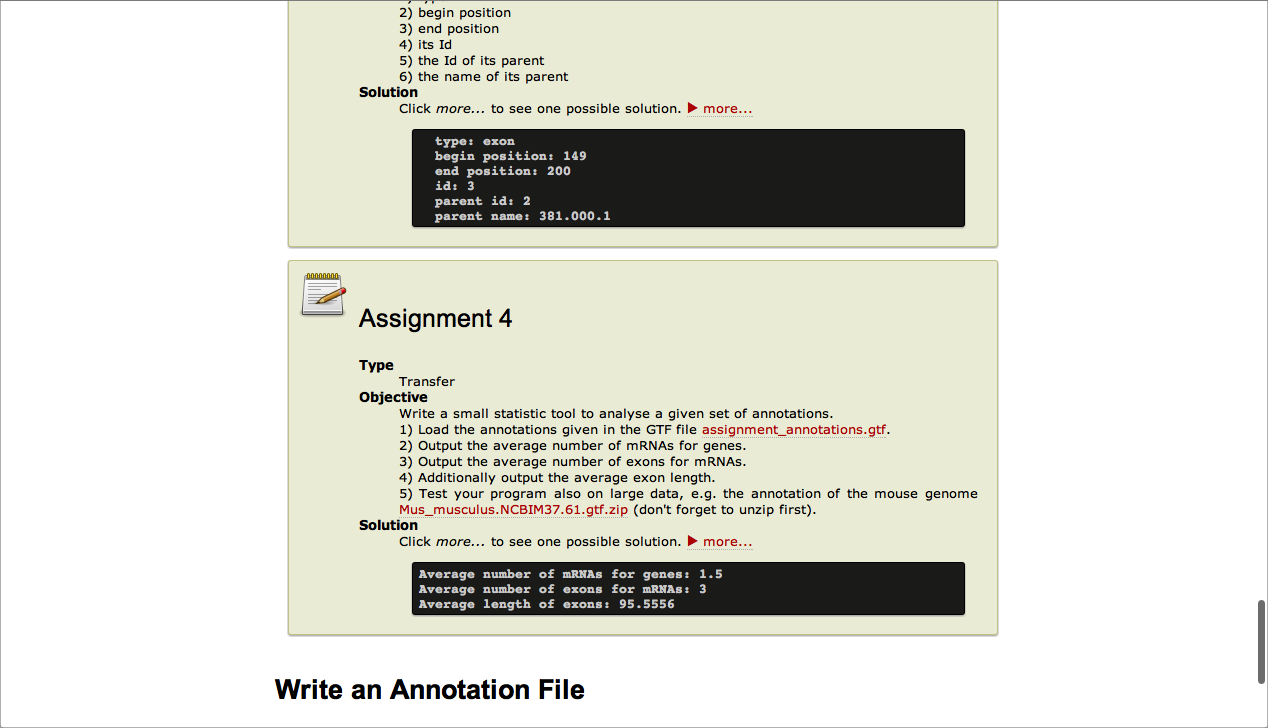 2) begin position
3) end position
4) its Id
5) the Id of its parent
6) the name of its parent
Solution
Click more... to see one possible solution. ▶ more...
type: exon
begin position: 149
end position: 200
id: 3
parent id: 2
parent name: 381.000.1
Assignment 4
Type
Transfer
Objective
Write a small statistic tool to analyse a given set of annotations.
1) Load the annotations given in the GTF file assignment_annotations.gtf.
2) Output the average number of mRNAs for genes.
3) Output the average number of exons for mRNAs.
4) Additionally output the average exon length.
5) Test your program also on large data, e.g. the annotation of the mouse genome
Mus_musculus.NCBIM37.61.gtf.zip (don't forget to unzip first).
Solution
Click more... to see one possible solution. ▶ more...
Average number of mRNAs for genes: 1.5
Average number of exons for mRNAs: 3
Average length of exons: 95.5556
Write an Annotation File